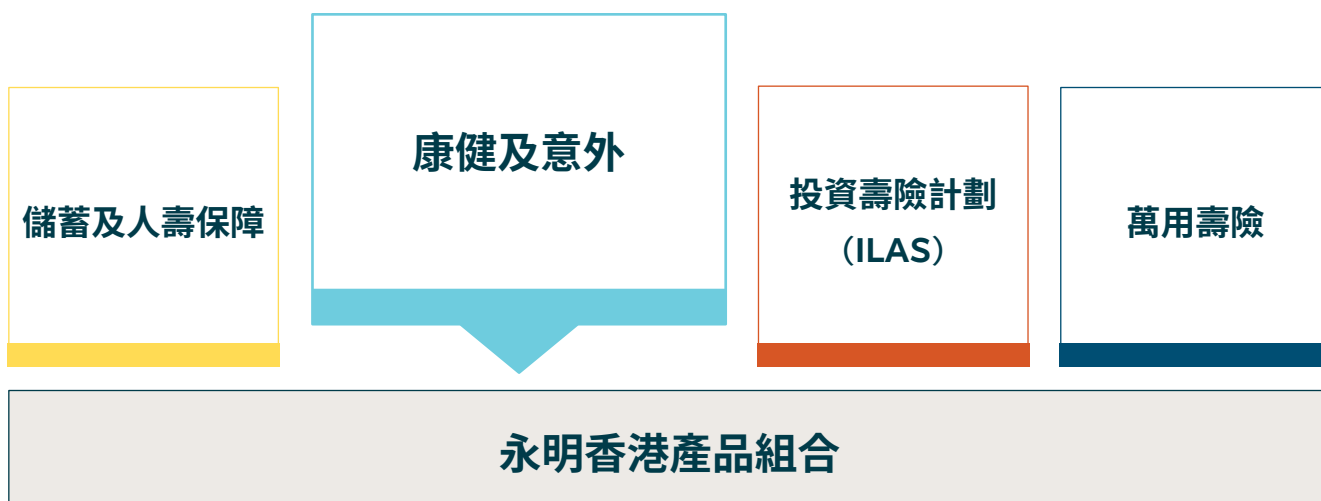 儲蓄及人壽保障
康健及意外
投資壽險計劃
（ILAS）
萬用壽險
永明香港產品組合